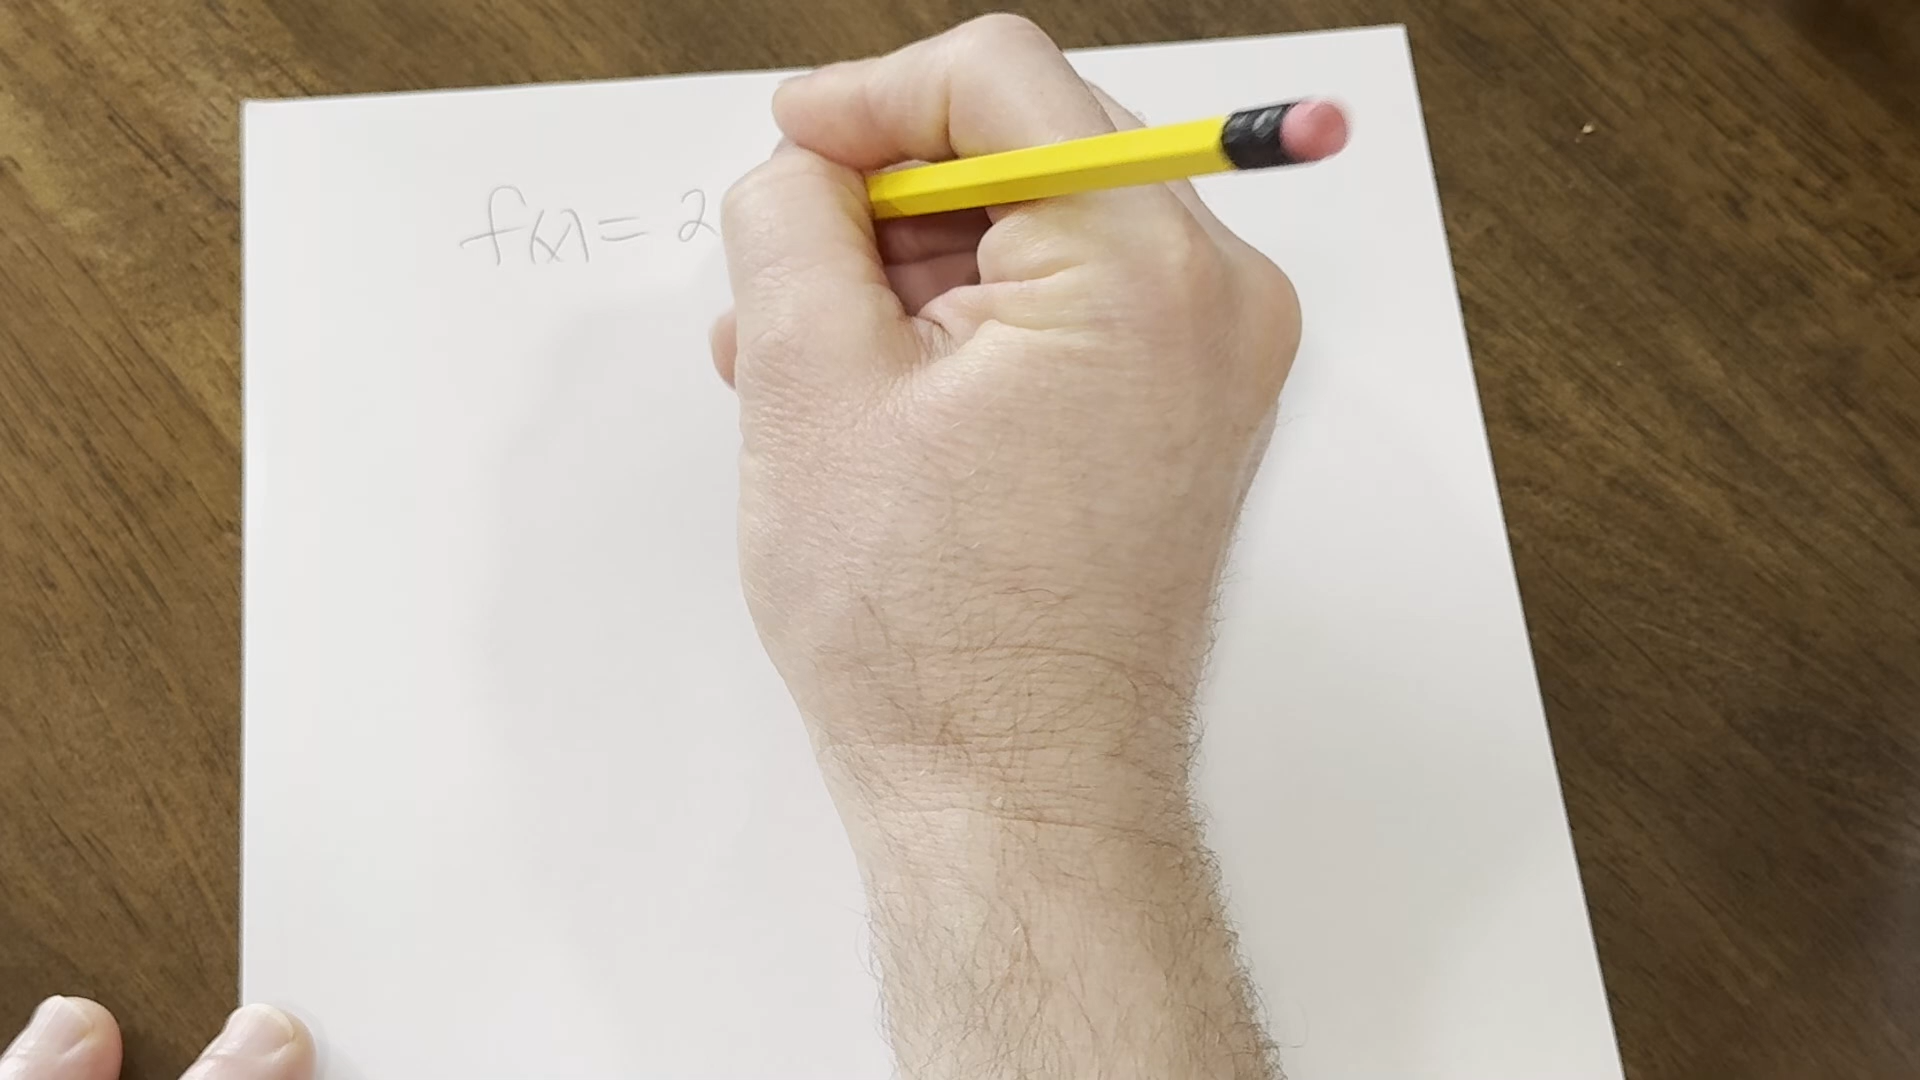 f(x) = 2